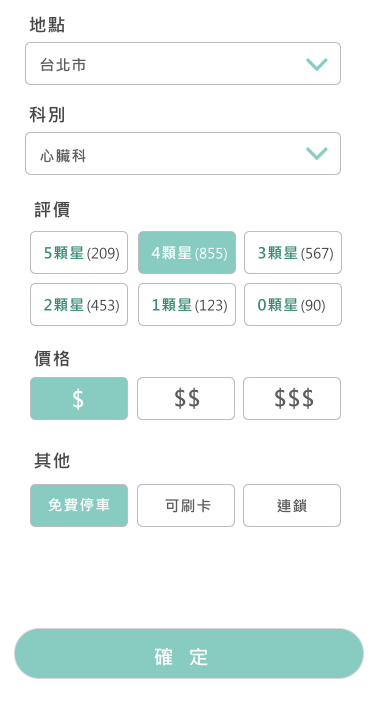 地點
台北市
科別
心臟科
評價
5顆星(209) 4顆星(855) 3顆星(567)
2顆星(453) 1顆星(123) 0顆星(90)
價格
$ $$ $$$
其他
免費停車 可刷卡 連鎖
確 定